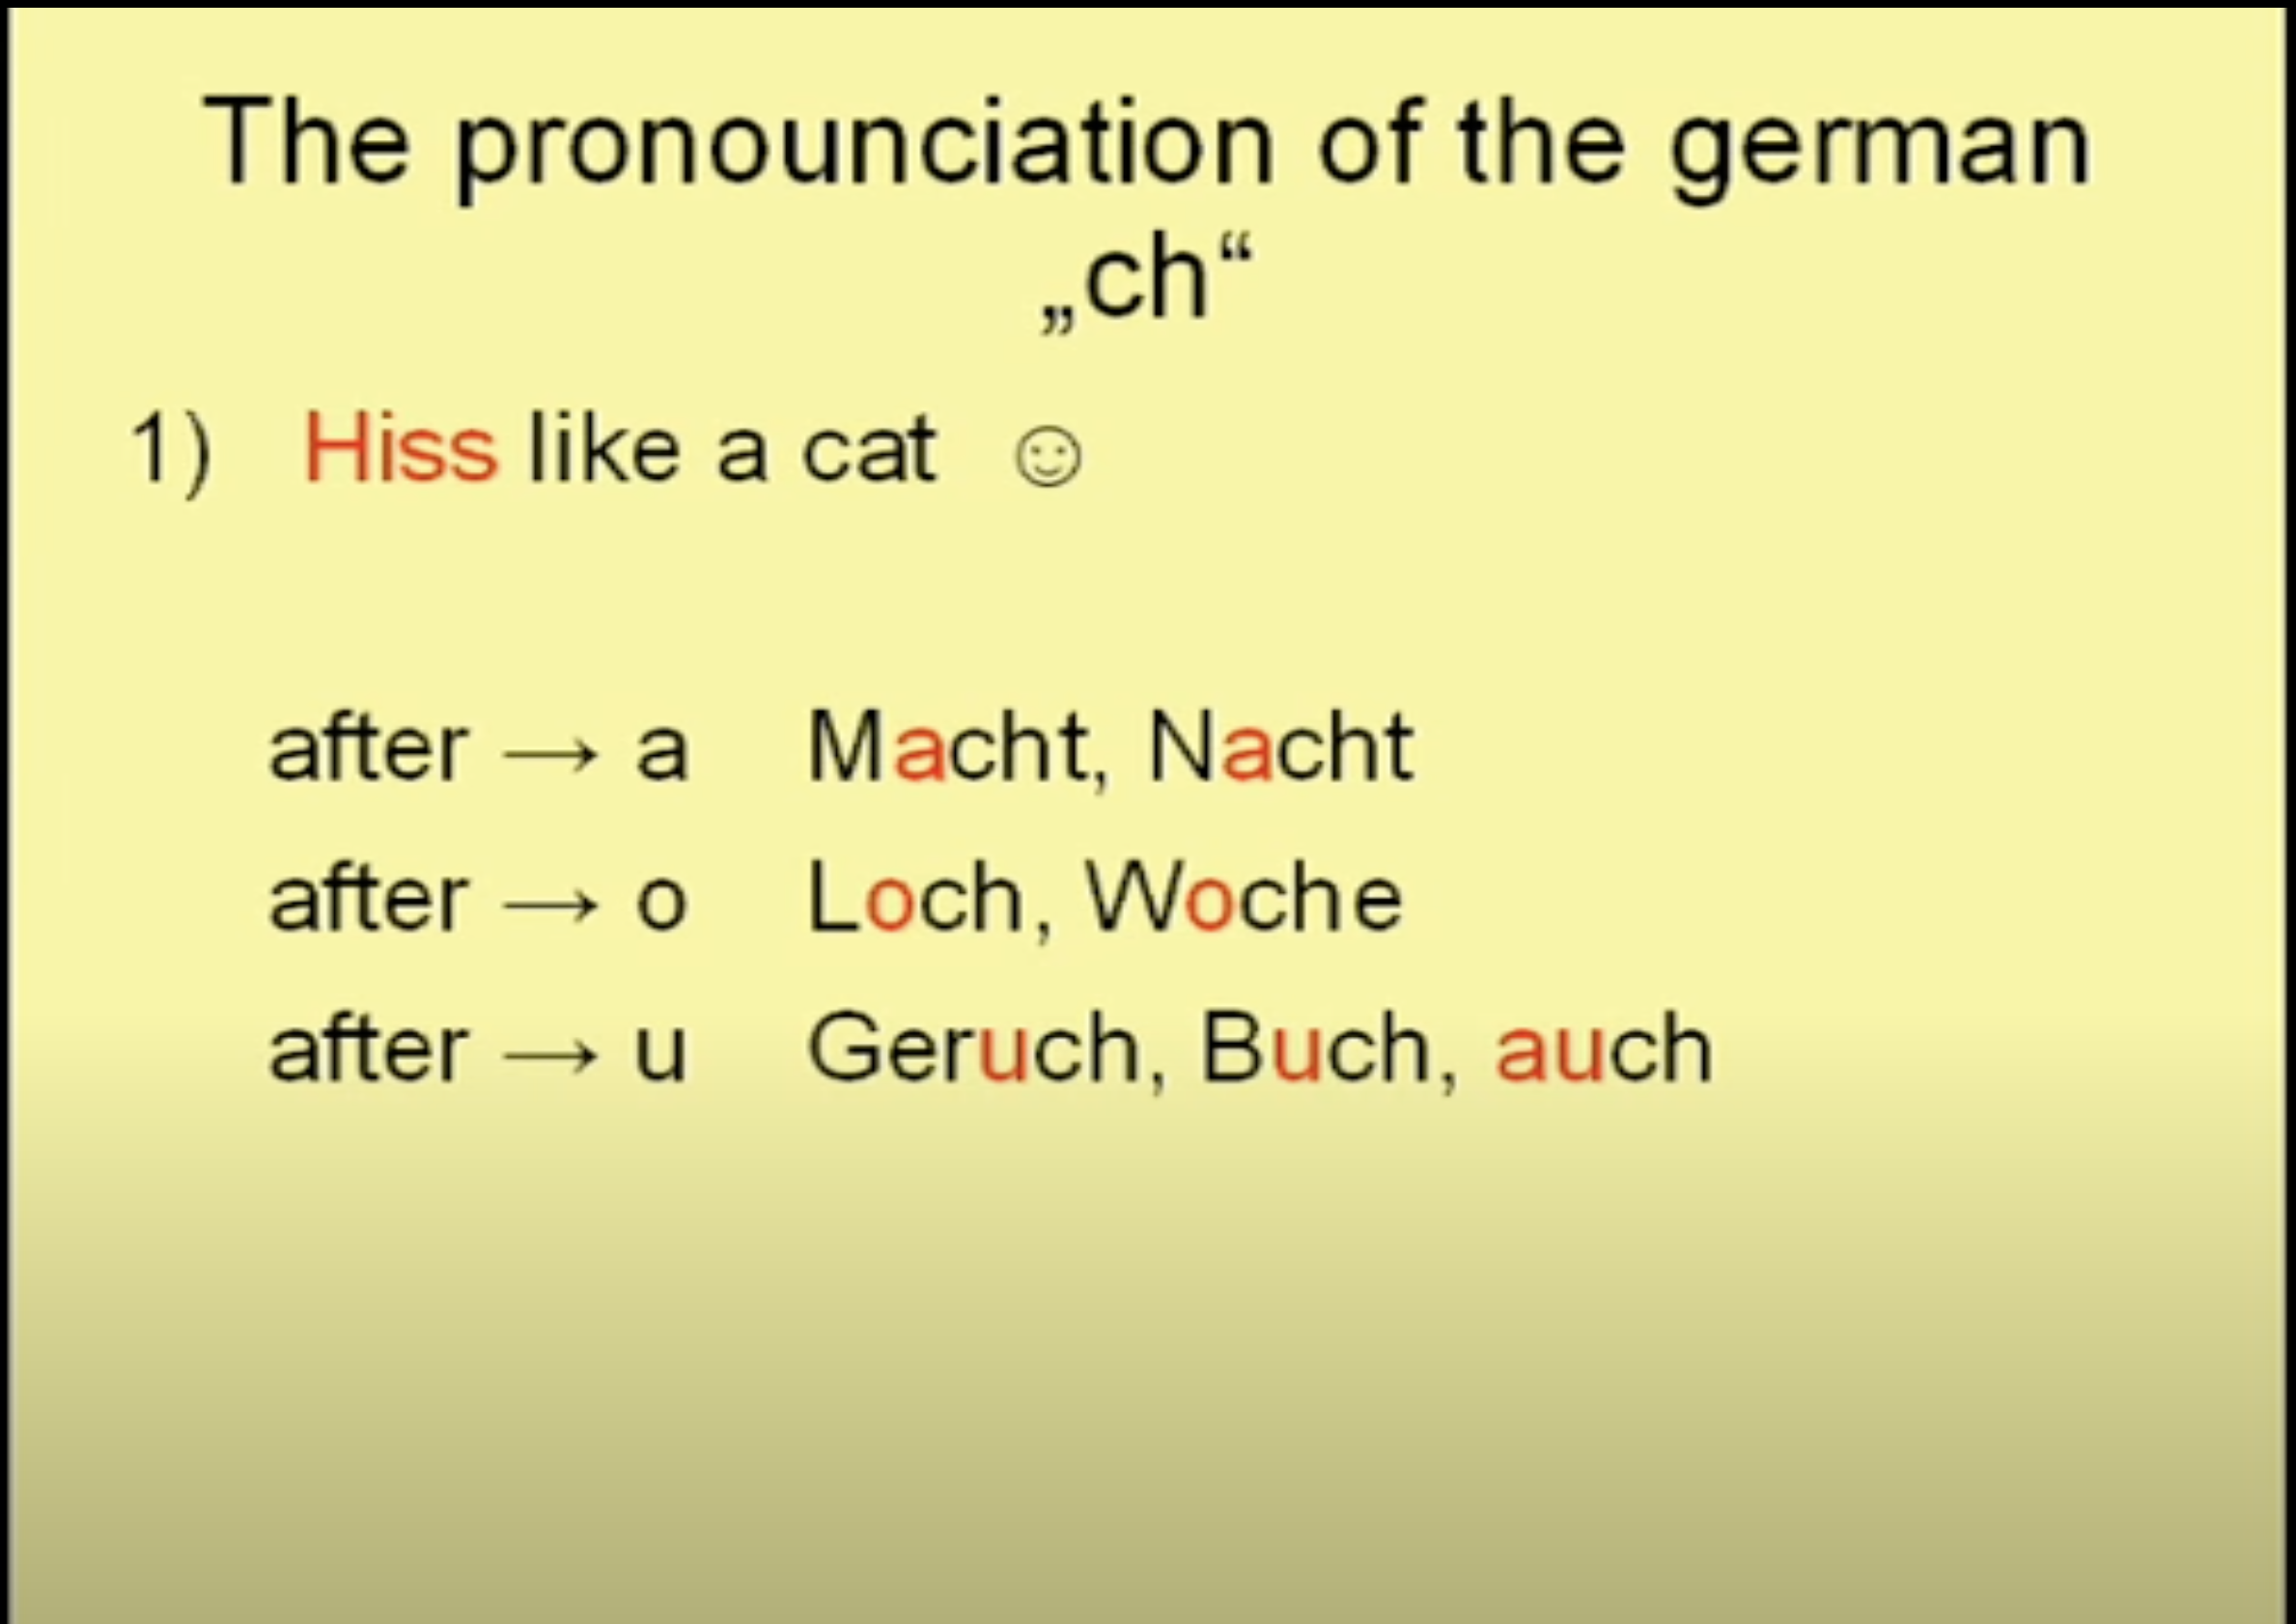 The pronounciation of the german
„ch“
1) Hiss like a cat ☺
after → a Macht, Nacht
after → o Loch, Woche
after → u Geruch, Buch, auch